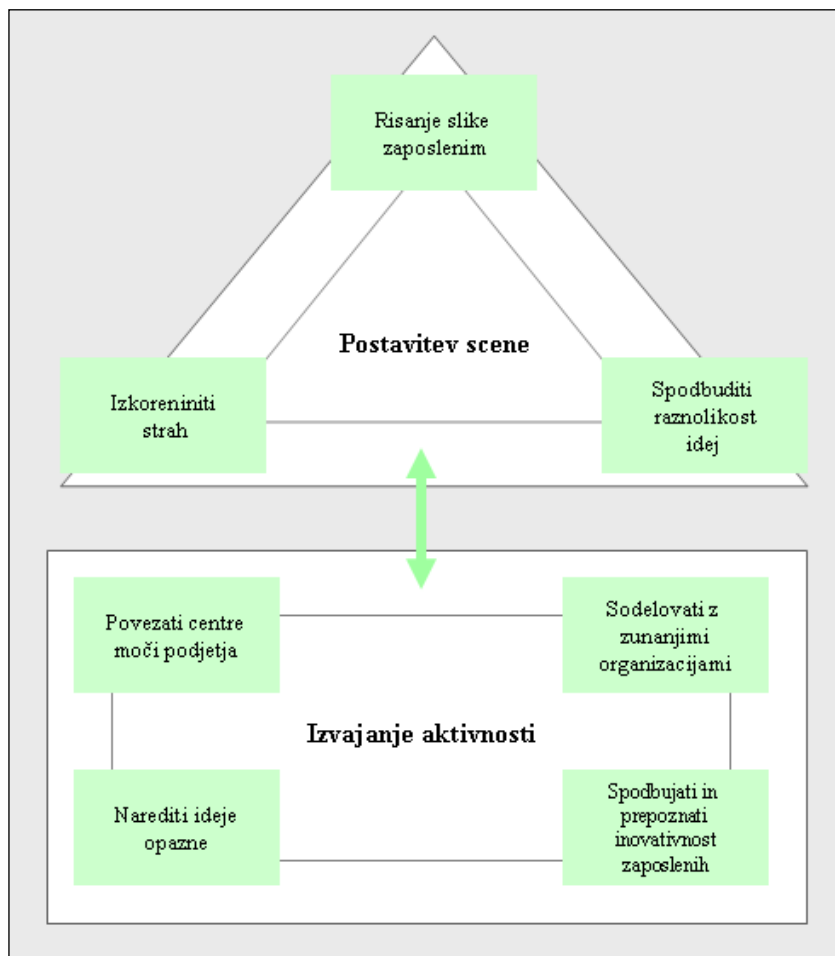 Risanje slike
zaposlenim
Postavitev scene
Izkoreniniti
strah
Spodbuditi
raznolikost
idej
Povezati centre
moči podjetja
Sodelovati z
zunanjimi
organizacijami
Izvajanje aktivnosti
Narediti ideje
opazne
Spodbujati in
prepoznati
inovativnost
zaposlenih